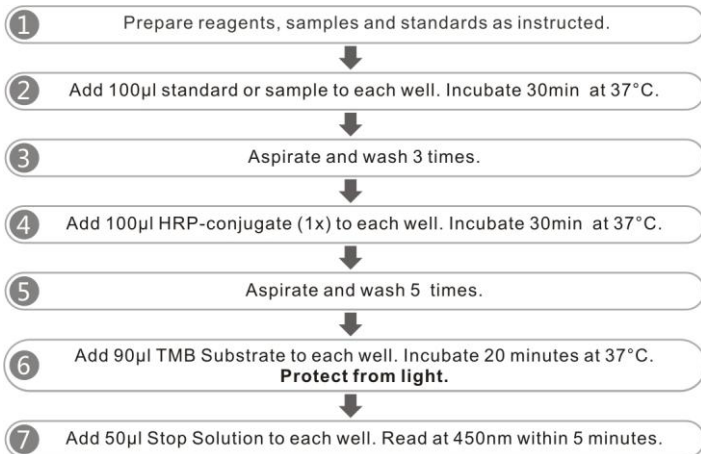 1 Prepare reagents, samples and standards as instructed.
2 Add 100µl standard or sample to each well. Incubate 30min at 37°C.
3 Aspirate and wash 3 times.
4 Add 100µl HRP-conjugate (1x) to each well. Incubate 30min at 37°C.
5 Aspirate and wash 5 times.
6 Add 90µl TMB Substrate to each well. Incubate 20 minutes at 37°C.
Protect from light.
7 Add 50µl Stop Solution to each well. Read at 450nm within 5 minutes.